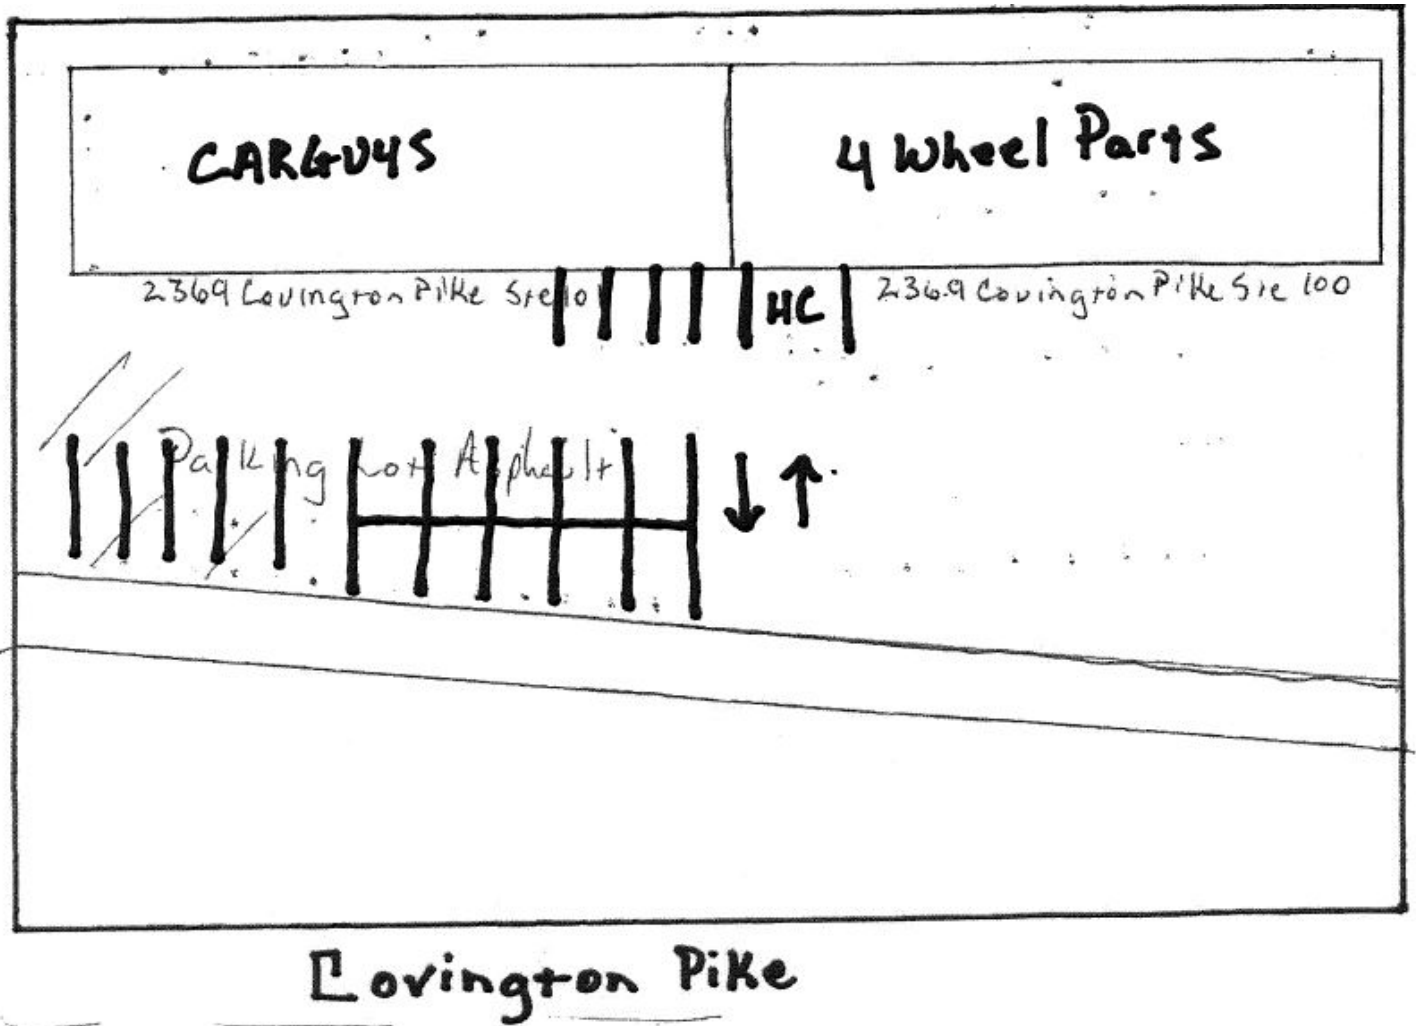 CARGUYS
4 Wheel Parts
2369 Covington Pike Ste 101
HC
2369 Covington Pike Ste 100
Parking Lot Asphalt
Covington Pike